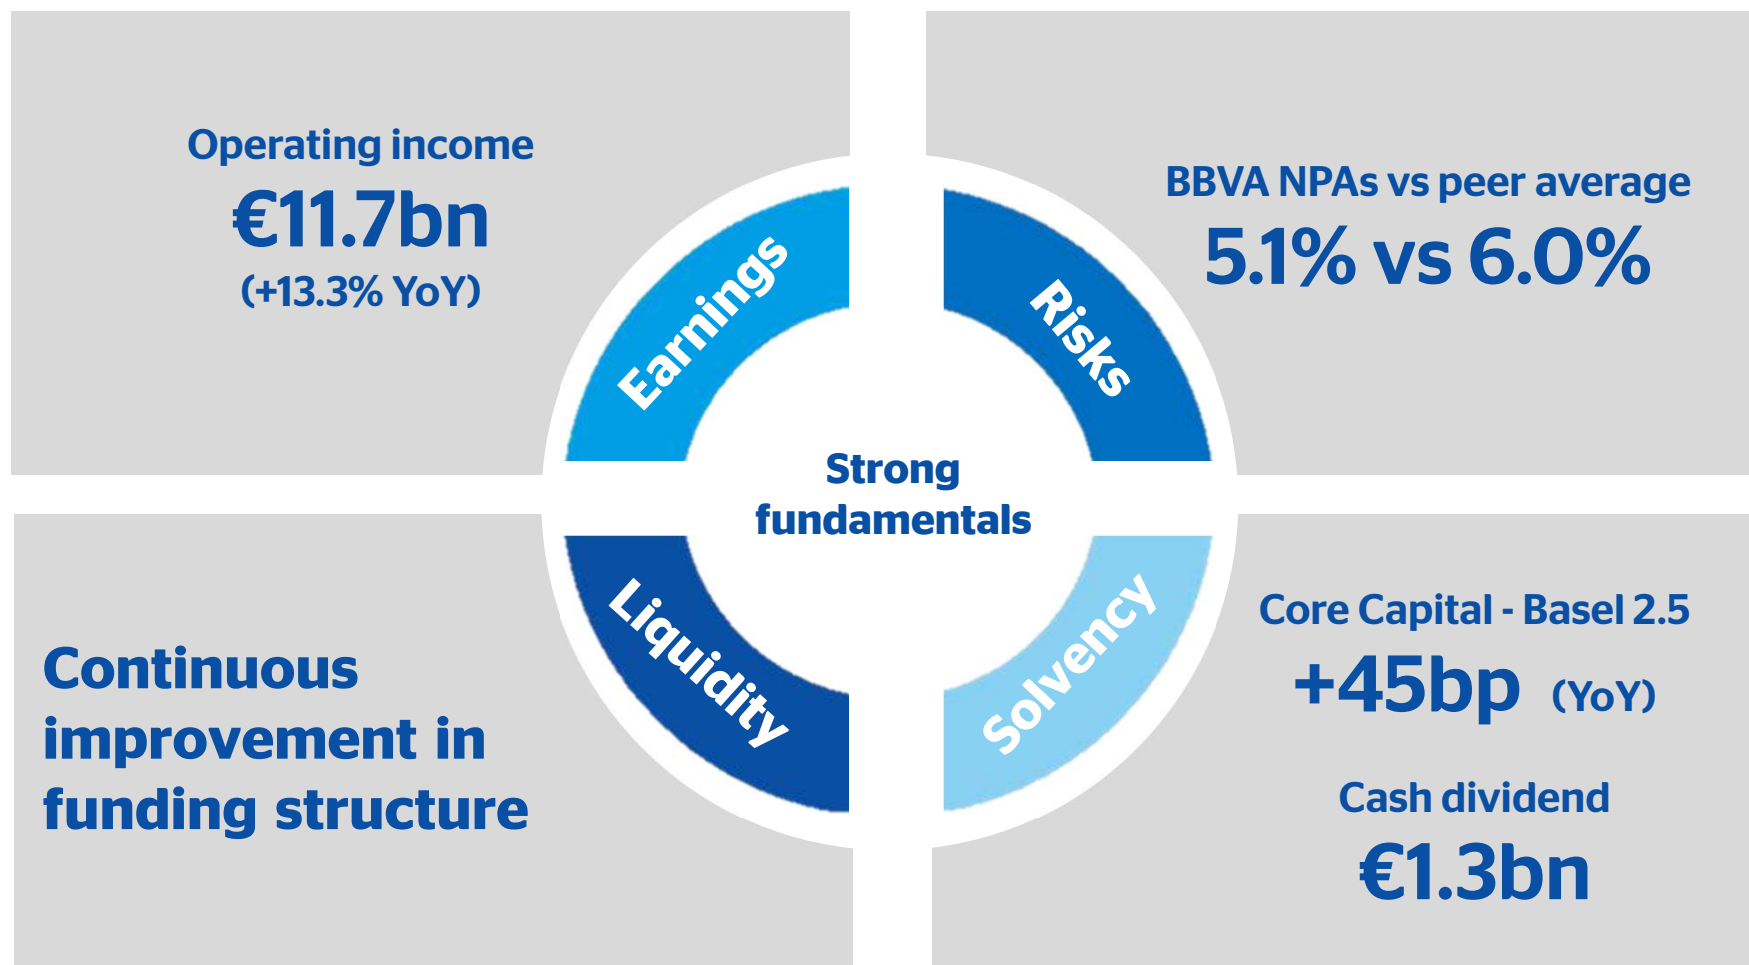 Operating income
€11.7bn
(+13.3% YoY)
Earnings
BBVA NPAs vs peer average
5.1% vs 6.0%
Risks
Strong
fundamentals
Continuous
improvement in
funding structure
Liquidity
Solvency
Core Capital - Basel 2.5
+45bp (YoY)
Cash dividend
€1.3bn